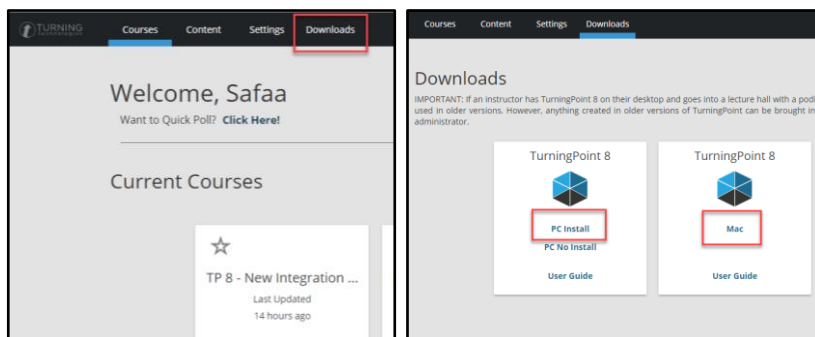 TURNING
Courses Content Settings Downloads
Welcome, Safaa
Want to Quick Poll? Click Here!
Current Courses
TP 8 - New Integration ...
Last Updated
14 hours ago
Courses Content Settings Downloads
Downloads
IMPORTANT: If an instructor has TurningPoint 8 on their desktop and goes into a lecture hall with a podi
used in older versions. However, anything created in older versions of TurningPoint can be brought in
administrator.
TurningPoint 8
PC Install
PC No Install
User Guide
TurningPoint 8
Mac
User Guide